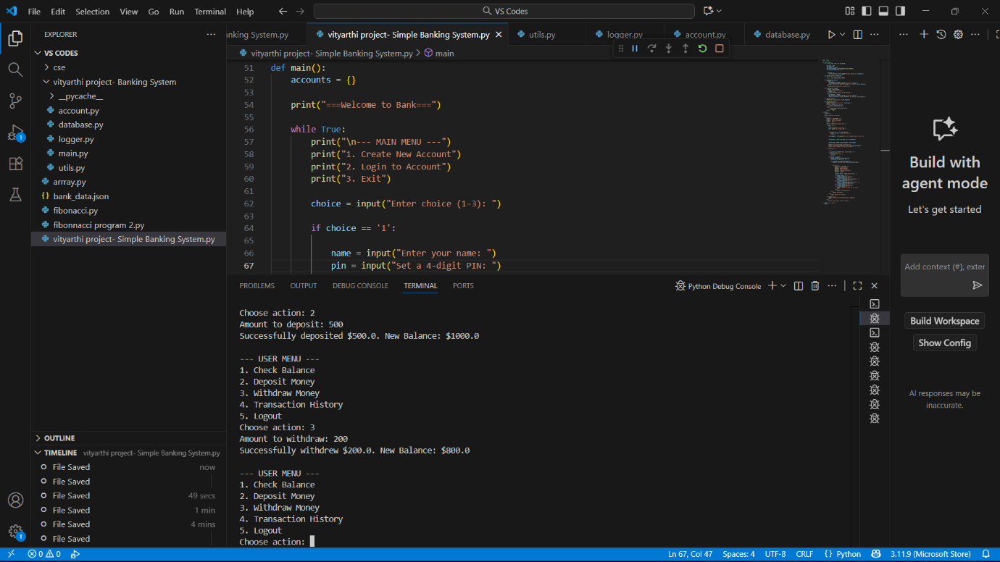 File Edit Selection View Go Run Terminal Help
VS Codes
EXPLORER
VS CODES
cse
vityarthi project- Banking System
__pycache__
account.py
database.py
logger.py
main.py
utils.py
arrray.py
bank_data.json
fibonacci.py
fibonnacci program 2.py
vityarthi project- Simple Banking System.py
OUTLINE
TIMELINE vityarthi project- Simple Banking System.py
File Saved now
File Saved
File Saved 49 secs
File Saved 1 min
File Saved 4 mins
File Saved
nking System.py vityarthi project- Simple Banking System.py utils.py logger.py account.py database.py
vityarthi project- Simple Banking System.py > main
51 def main():
52 accounts = {}
53
54 print("===Welcome to Bank===")
55
56 while True:
57 print("\n--- MAIN MENU ---")
58 print("1. Create New Account")
59 print("2. Login to Account")
60 print("3. Exit")
61
62 choice = input("Enter choice (1-3): ")
63
64 if choice == '1':
65
66 name = input("Enter your name: ")
67 pin = input("Set a 4-digit PIN: ")
PROBLEMS OUTPUT DEBUG CONSOLE TERMINAL PORTS
Python Debug Console
Choose action: 2
Amount to deposit: 500
Successfully deposited $500.0. New Balance: $1000.0
--- USER MENU ---
1. Check Balance
2. Deposit Money
3. Withdraw Money
4. Transaction History
5. Logout
Choose action: 3
Amount to withdraw: 200
Successfully withdrew $200.0. New Balance: $800.0
--- USER MENU ---
1. Check Balance
2. Deposit Money
3. Withdraw Money
4. Transaction History
5. Logout
Choose action:
Build with
agent mode
Let's get started
Add context (#), exter
Build Workspace
Show Config
AI responses may be
inaccurate.
1
1
0 0
Ln 67, Col 47 Spaces: 4 UTF-8 CRLF {} Python 3.11.9 (Microsoft Store)